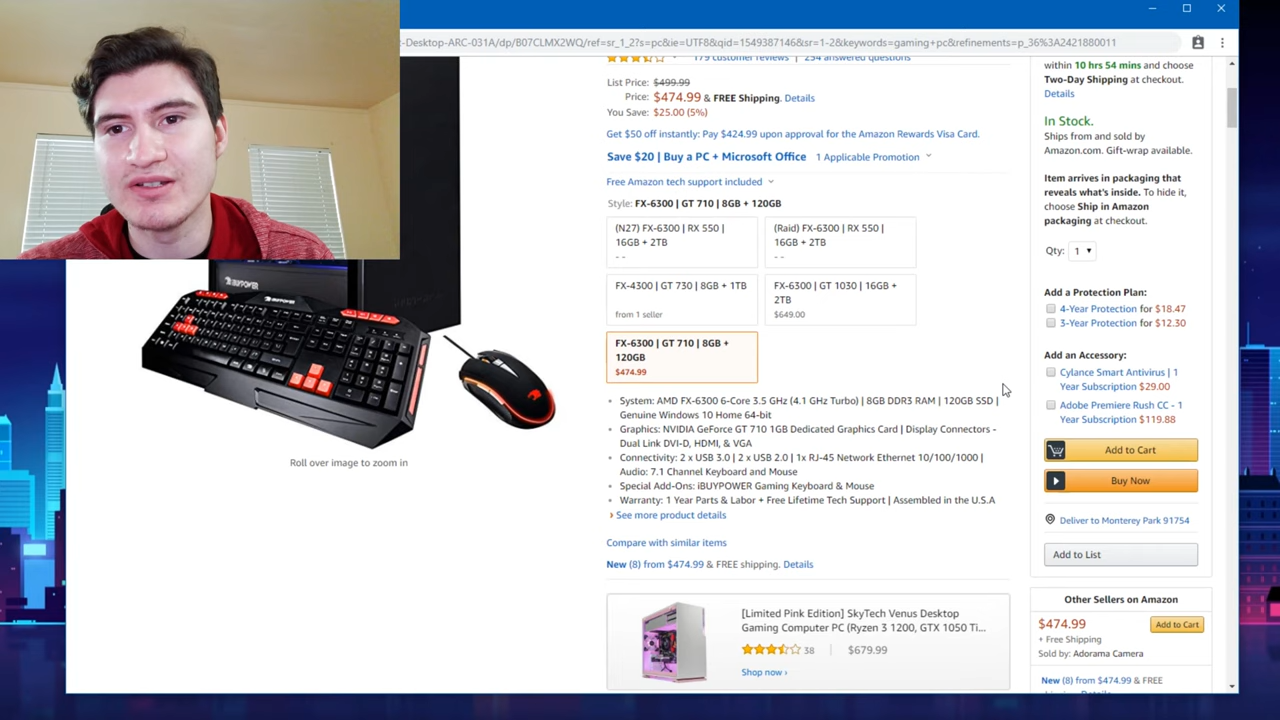 :-Desktop-ARC-031A/dp/B07CLMX2WQ/ref=sr_1_2?s=pc&ie=UTF8&qid=1549387146&sr=1-2&keywords=gaming+pc&refinements=p_36%3A2421880011
179 customer reviews | 254 answered questions
List Price: $499.99
Price: $474.99 & FREE Shipping. Details
You Save: $25.00 (5%)
Get $50 off instantly: Pay $424.99 upon approval for the Amazon Rewards Visa Card.
Save $20 | Buy a PC + Microsoft Office 1 Applicable Promotion
Free Amazon tech support included
Style: FX-6300 | GT 710 | 8GB + 120GB
(N27) FX-6300 | RX 550 |
16GB + 2TB
- -
(Raid) FX-6300 | RX 550 |
16GB + 2TB
- -
FX-4300 | GT 730 | 8GB + 1TB
from 1 seller
FX-6300 | GT 1030 | 16GB +
2TB
$649.00
FX-6300 | GT 710 | 8GB +
120GB
$474.99
• System: AMD FX-6300 6-Core 3.5 GHz (4.1 GHz Turbo) | 8GB DDR3 RAM | 120GB SSD |
Genuine Windows 10 Home 64-bit
• Graphics: NVIDIA GeForce GT 710 1GB Dedicated Graphics Card | Display Connectors -
Dual Link DVI-D, HDMI, & VGA
• Connectivity: 2 x USB 3.0 | 2 x USB 2.0 | 1x RJ-45 Network Ethernet 10/100/1000 |
Audio: 7.1 Channel Keyboard and Mouse
• Special Add-Ons: iBUYPOWER Gaming Keyboard & Mouse
• Warranty: 1 Year Parts & Labor + Free Lifetime Tech Support | Assembled in the U.S.A
› See more product details
Compare with similar items
New (8) from $474.99 & FREE shipping. Details
[Limited Pink Edition] SkyTech Venus Desktop
Gaming Computer PC (Ryzen 3 1200, GTX 1050 Ti...
38 | $679.99
Shop now ›
iBUYPOWER
iBUYPOWER
Roll over image to zoom in
within 10 hrs 54 mins and choose
Two-Day Shipping at checkout.
Details
In Stock.
Ships from and sold by
Amazon.com. Gift-wrap available.
Item arrives in packaging that
reveals what's inside. To hide it,
choose Ship in Amazon
packaging at checkout.
Qty: 1
Add a Protection Plan:
4-Year Protection for $18.47
3-Year Protection for $12.30
Add an Accessory:
Cylance Smart Antivirus | 1
Year Subscription $29.00
Adobe Premiere Rush CC - 1
Year Subscription $119.88
Add to Cart
Buy Now
Deliver to Monterey Park 91754
Add to List
Other Sellers on Amazon
$474.99
Add to Cart
+ Free Shipping
Sold by: Adorama Camera
New (8) from $474.99 & FREE
shipping. Details